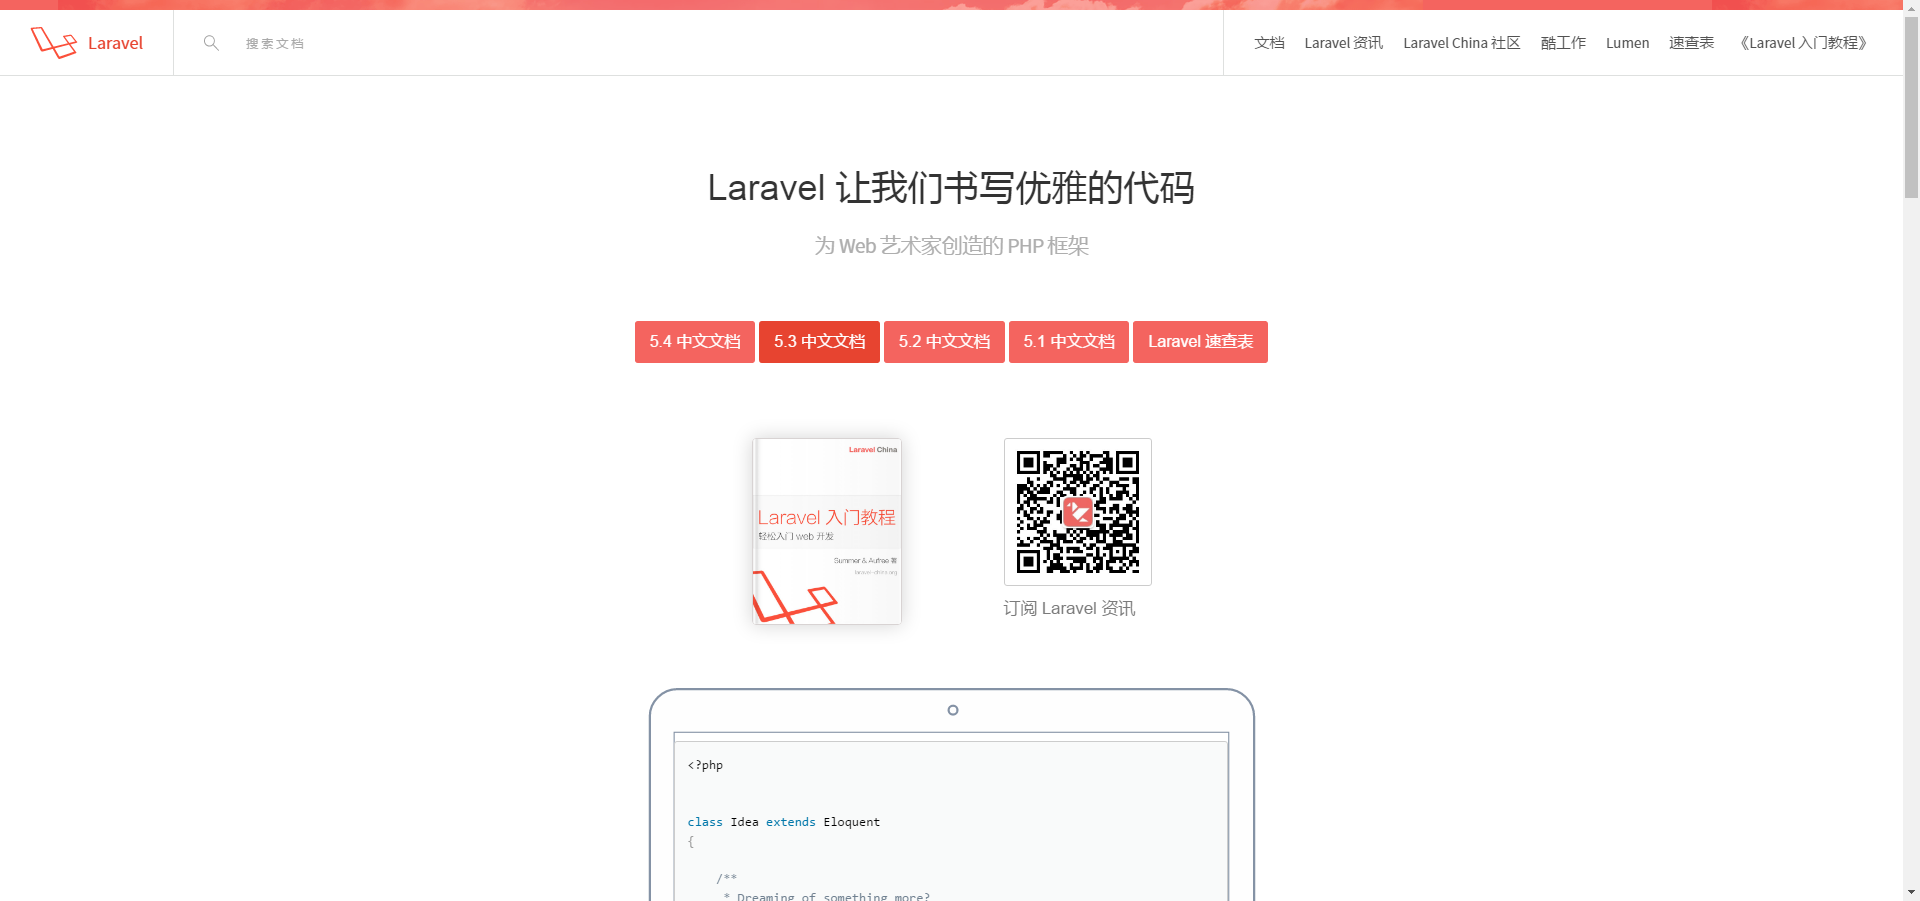 Laravel
搜索文档
文档 Laravel 资讯 Laravel China 社区 酷工作 Lumen 速查表 《Laravel 入门教程》
Laravel 让我们书写优雅的代码
为 Web 艺术家创造的 PHP 框架
5.4 中文文档 5.3 中文文档 5.2 中文文档 5.1 中文文档 Laravel 速查表
Laravel China
Laravel 入门教程
轻松入门 web 开发
Summer & Aufree 著
laravel-china.org
订阅 Laravel 资讯
<?php
class Idea extends Eloquent
{
/**
* Dreaming of something more?